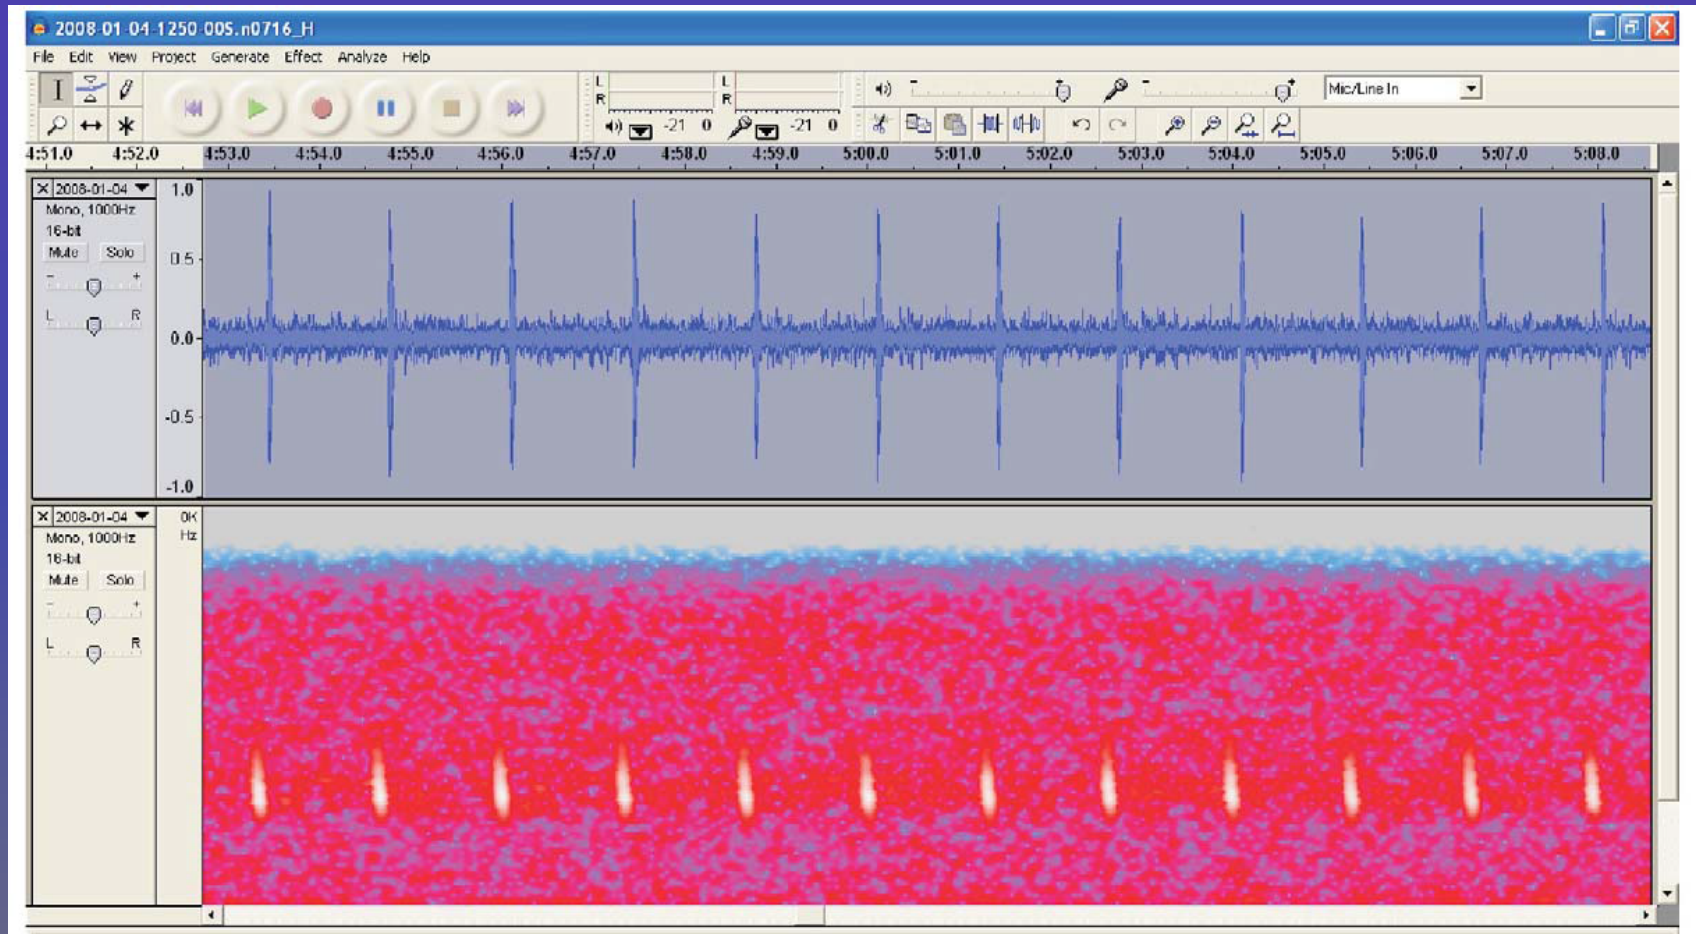 2008-01-04-1250-00S.n0716_H
File Edit View Project Generate Effect Analyze Help
L L
R R
-21 0 -21 0
Mic/Line In
4:51.0 4:52.0 4:53.0 4:54.0 4:55.0 4:56.0 4:57.0 4:58.0 4:59.0 5:00.0 5:01.0 5:02.0 5:03.0 5:04.0 5:05.0 5:06.0 5:07.0 5:08.0
2008-01-04 1.0
Mono, 1000Hz
16-bit
Mute Solo 0.5
- +
L R
0.0
-0.5
-1.0
2008-01-04 0K
Mono, 1000Hz Hz
16-bit
Mute Solo
- +
L R